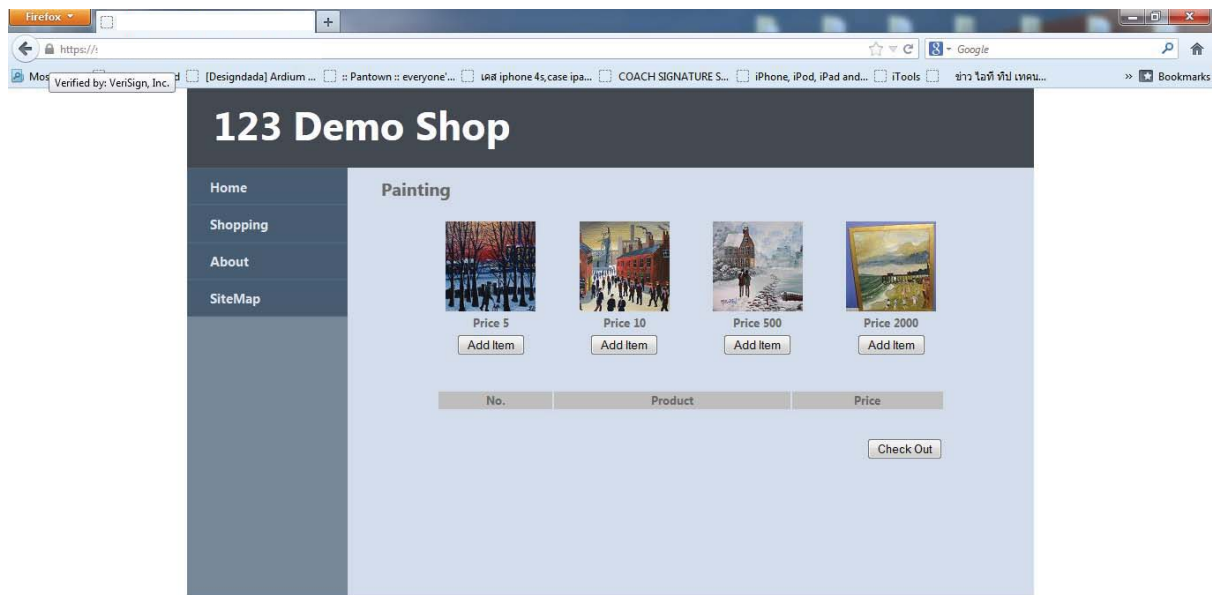 Firefox
https://
Google
Mos d [Designdada] Ardium ... :: Pantown :: everyone'... เคส iphone 4s,case ipa... COACH SIGNATURE S... iPhone, iPod, iPad and... iTools ข่าว ไอที ทิป เทคน... » Bookmarks
Verified by: VeriSign, Inc.
123 Demo Shop
Home
Shopping
About
SiteMap
Painting
Price 5 Price 10 Price 500 Price 2000
Add Item Add Item Add Item Add Item
No. Product Price
Check Out